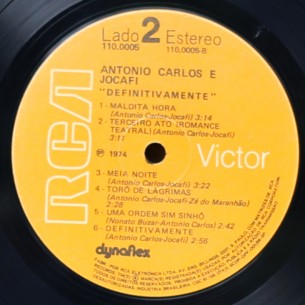 Lado 2 Estereo
110.0005 110.0005-B
ANTONIO CARLOS E
JOCAFI
"DEFINITIVAMENTE"
1 - MALDITA HORA
(Antonio Carlos-Jocafi) 3:14
2 - TERCEIRO ATO (ROMANCE
TEATRAL) (Antonio Carlos-Jocafi)
3:11
℗ 1974
RCA Victor
3 - MEIA NOITE
(Antonio Carlos-Jocafi) 3:22
4 - TORÓ DE LÁGRIMAS
(Antonio Carlos-Jocafi-Zé do Maranhão)
2:28
5 - UMA ORDEM SIM SINHÔ
(Nonato Buzar-Antonio Carlos)
2:42
6 - DEFINITIVAMENTE
(Antonio Carlos-Jocafi) 2:56
dynaflex